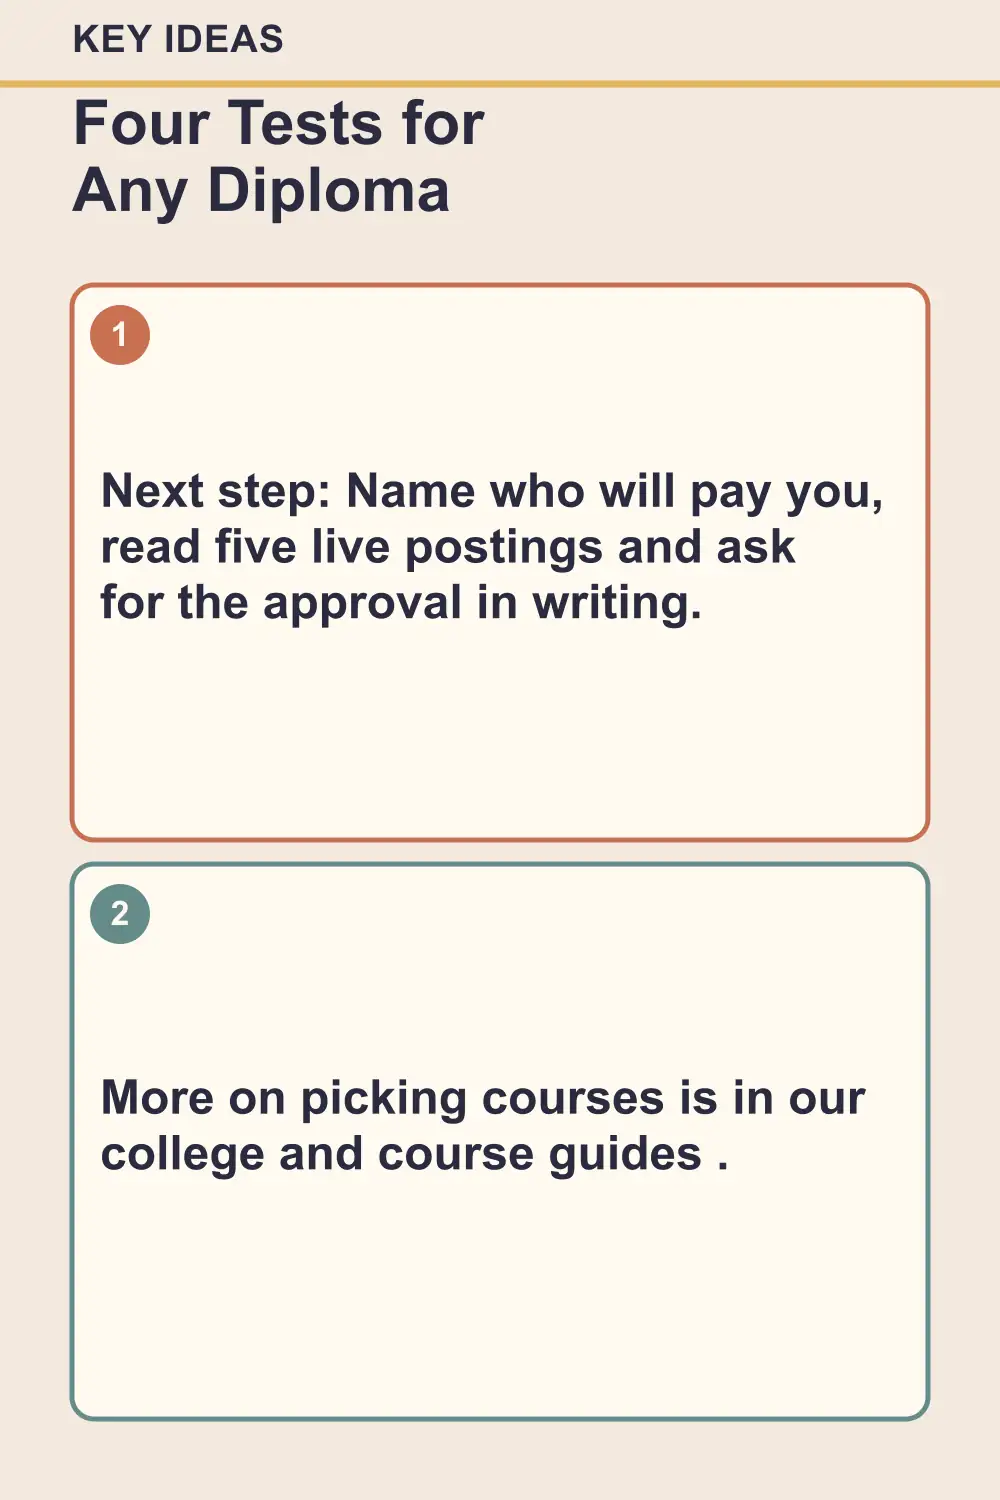 KEY IDEAS
Four Tests for
Any Diploma
1
Next step: Name who will pay you,
read five live postings and ask
for the approval in writing.
2
More on picking courses is in our
college and course guides .